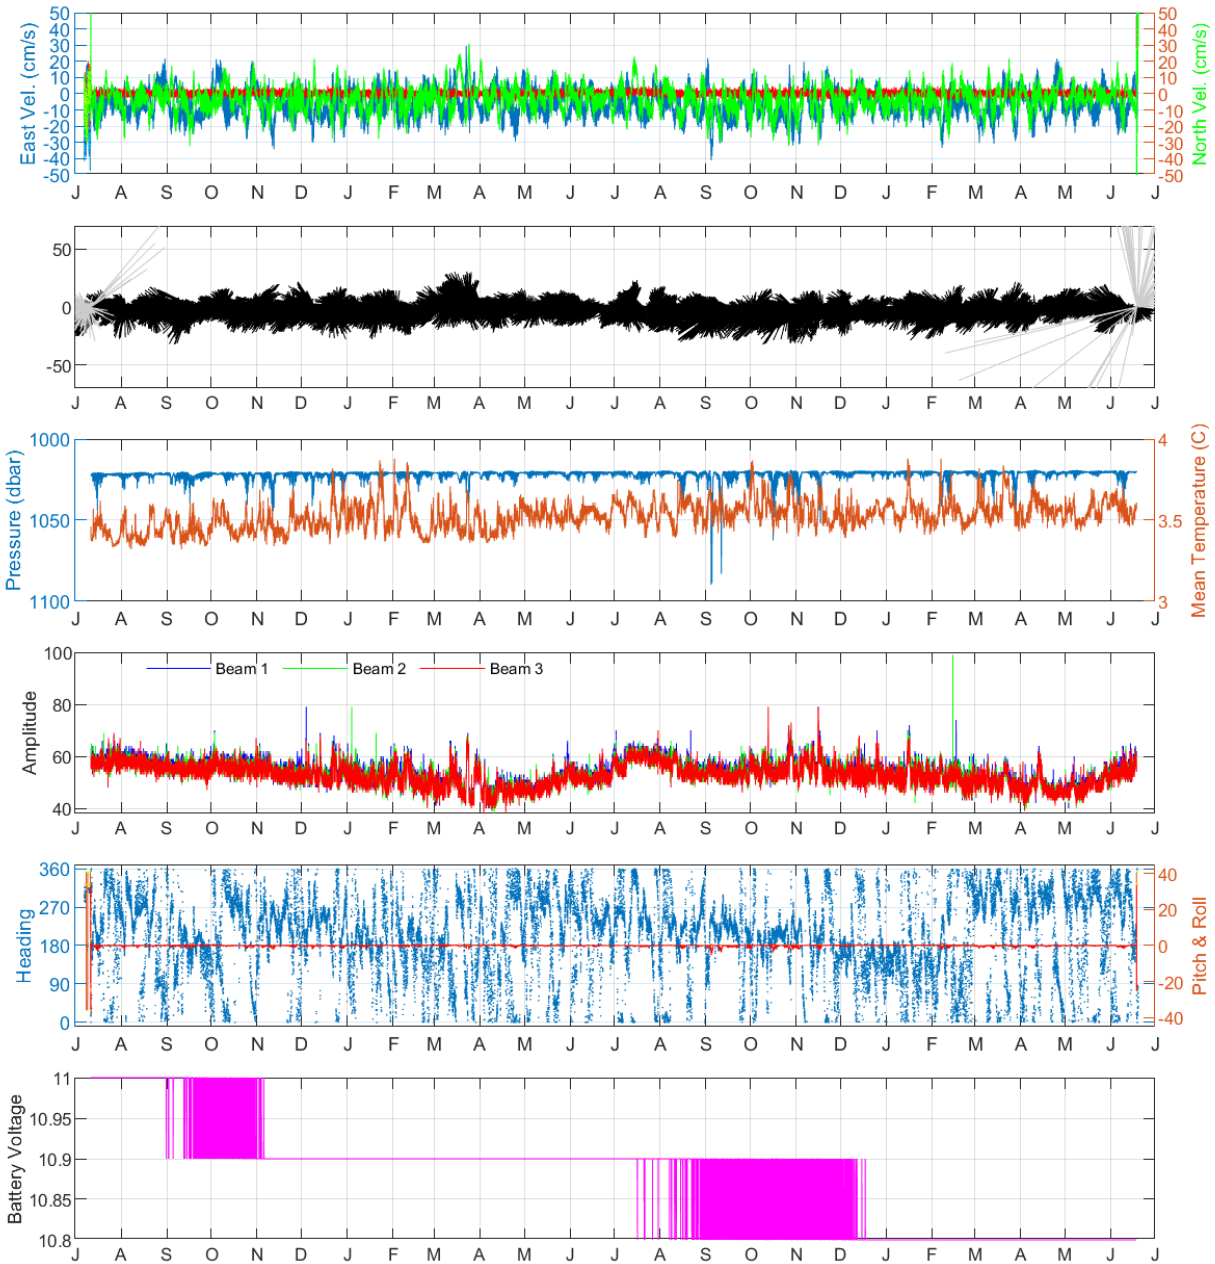 50 40 30 20 10 0 -10 -20 -30 -40 -50
East Vel. (cm/s)
50 40 30 20 10 0 -10 -20 -30 -40 -50
North Vel. (cm/s)
J A S O N D J F M A M J J A S O N D J F M A M J J
50 0 -50
J A S O N D J F M A M J J A S O N D J F M A M J J
1000 1050 1100
Pressure (dbar)
4 3.5 3
Mean Temperature (C)
J A S O N D J F M A M J J A S O N D J F M A M J J
100 80 60 40
Amplitude
Beam 1 Beam 2 Beam 3
J A S O N D J F M A M J J A S O N D J F M A M J J
360 270 180 90 0
Heading
40 20 0 -20 -40
Pitch & Roll
J A S O N D J F M A M J J A S O N D J F M A M J J
11 10.95 10.9 10.85 10.8
Battery Voltage
J A S O N D J F M A M J J A S O N D J F M A M J J